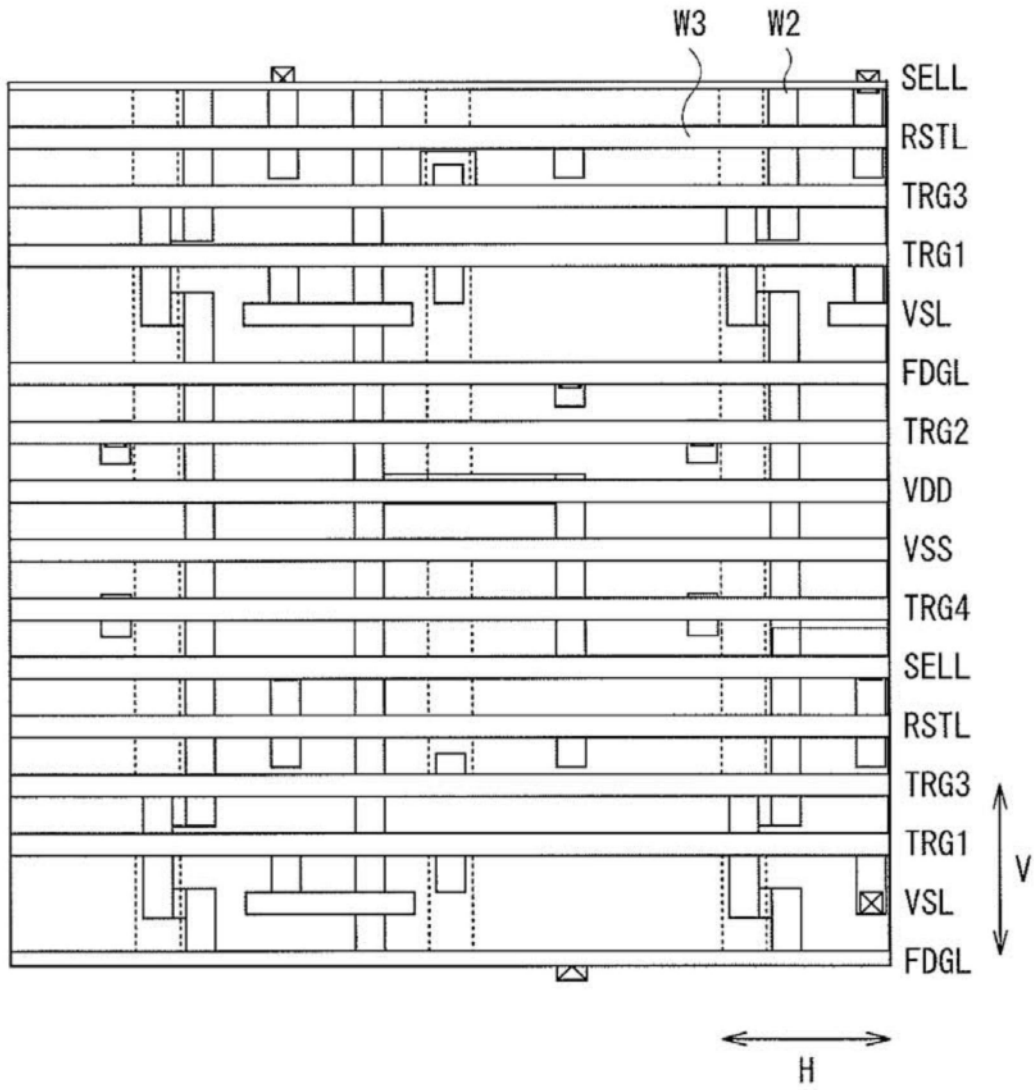 W3 W2
SELL
RSTL
TRG3
TRG1
VSL
FDGL
TRG2
VDD
VSS
TRG4
SELL
RSTL
TRG3
TRG1
V
VSL
FDGL
H